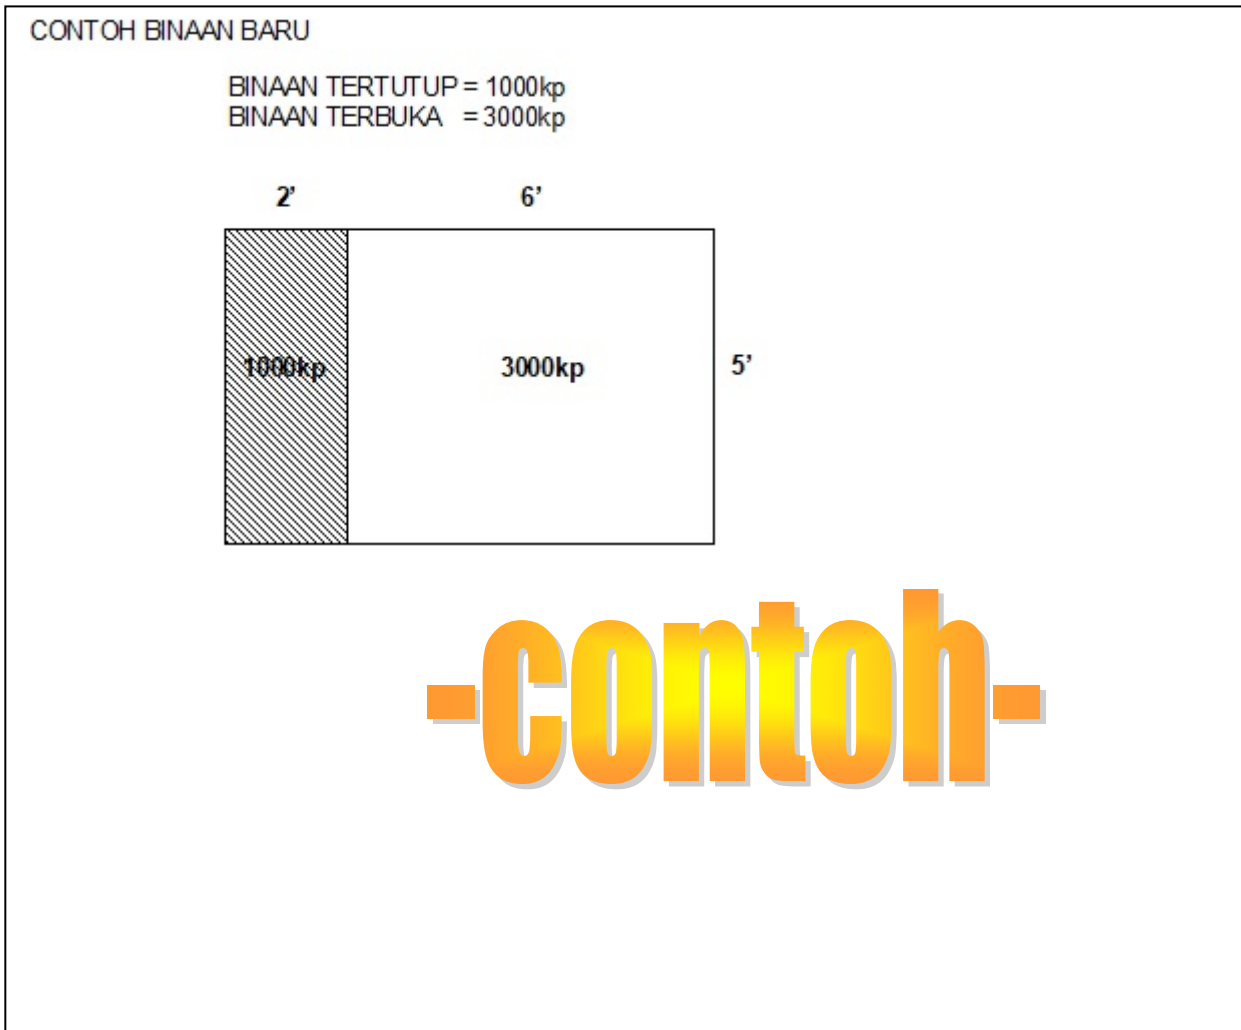 CONTOH BINAAN BARU
BINAAN TERTUTUP = 1000kp
BINAAN TERBUKA = 3000kp
2’ 6’
1000kp 3000kp 5’
-contoh-